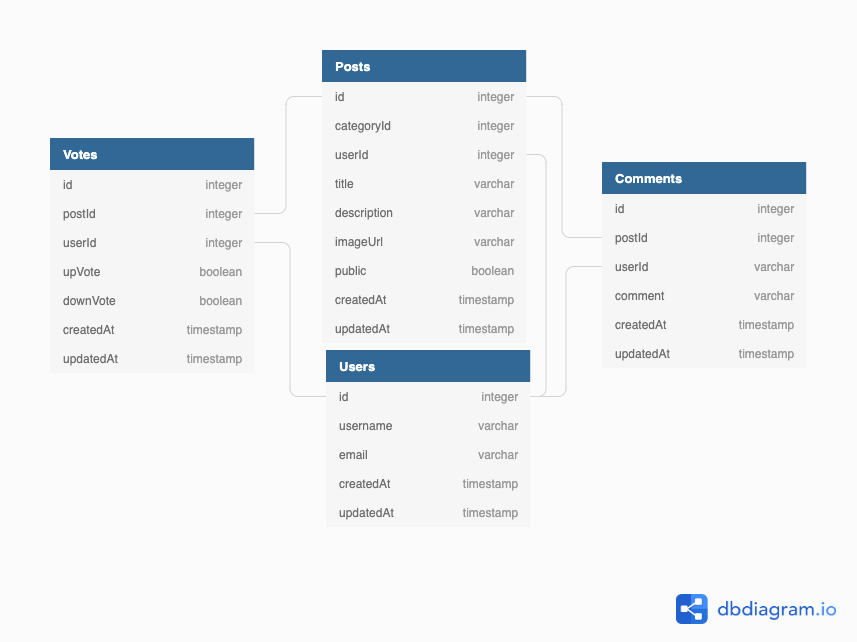 Posts
id integer
categoryId integer
userId integer
title varchar
description varchar
imageUrl varchar
public boolean
createdAt timestamp
updatedAt timestamp
Votes
id integer
postId integer
userId integer
upVote boolean
downVote boolean
createdAt timestamp
updatedAt timestamp
Comments
id integer
postId integer
userId varchar
comment varchar
createdAt timestamp
updatedAt timestamp
Users
id integer
username varchar
email varchar
createdAt timestamp
updatedAt timestamp
dbdiagram.io